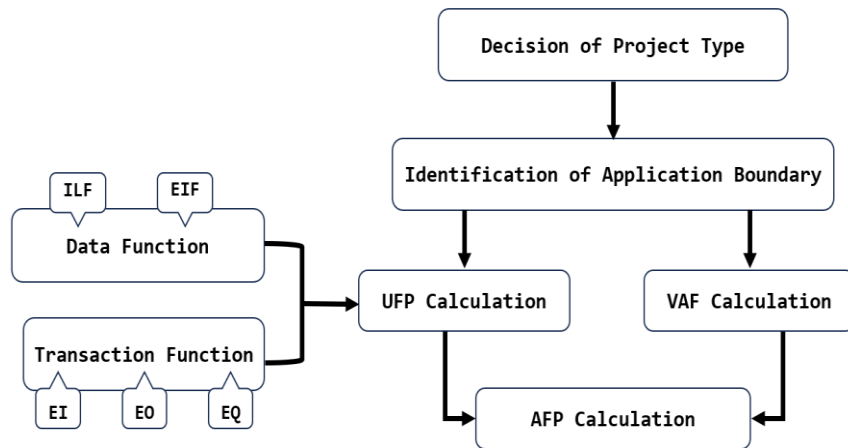 Decision of Project Type
Identification of Application Boundary
ILF
EIF
Data Function
UFP Calculation
VAF Calculation
Transaction Function
EI
EO
EQ
AFP Calculation